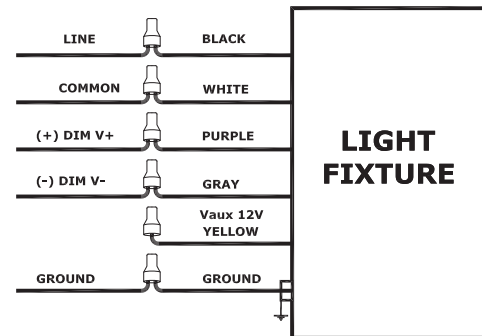 LINE BLACK
COMMON WHITE
(+) DIM V+ PURPLE
(-) DIM V- GRAY
Vaux 12V
YELLOW
GROUND GROUND
LIGHT
FIXTURE